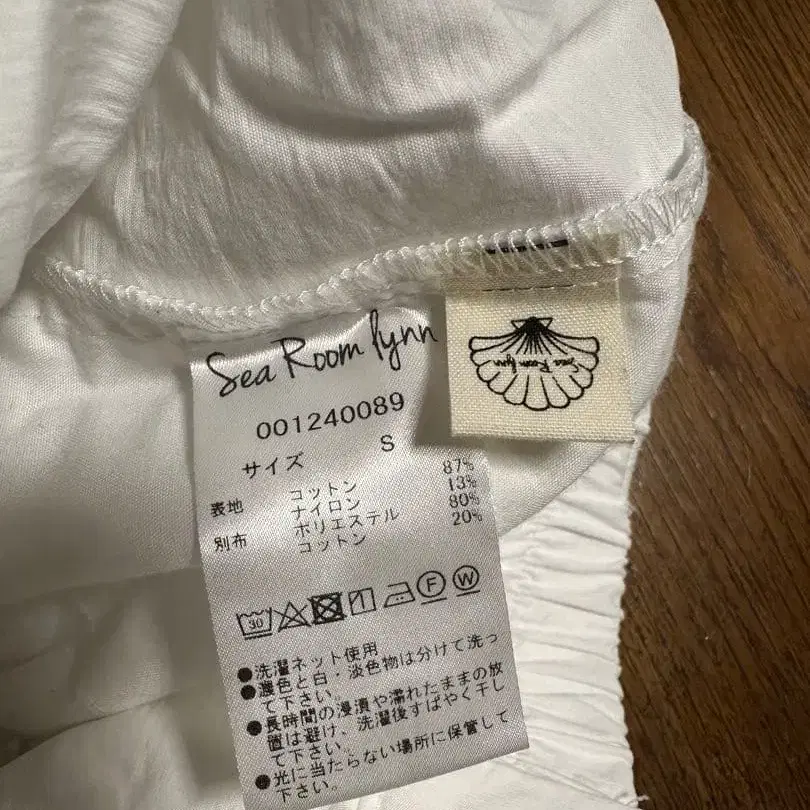 Sea Room lynn
001240089
サイズ S
表地 コットン 87%
ナイロン 13%
別布 ポリエステル 80%
コットン 20%
30
F W
●洗濯ネット使用
●濃色と白・淡色物は分けて洗っ
て下さい。
●長時間の浸漬や濡れたままの放
置は避け、洗濯後すばやく干し
て下さい。
●光に当たらない場所に保管して
下さい。
Sea Room lynn